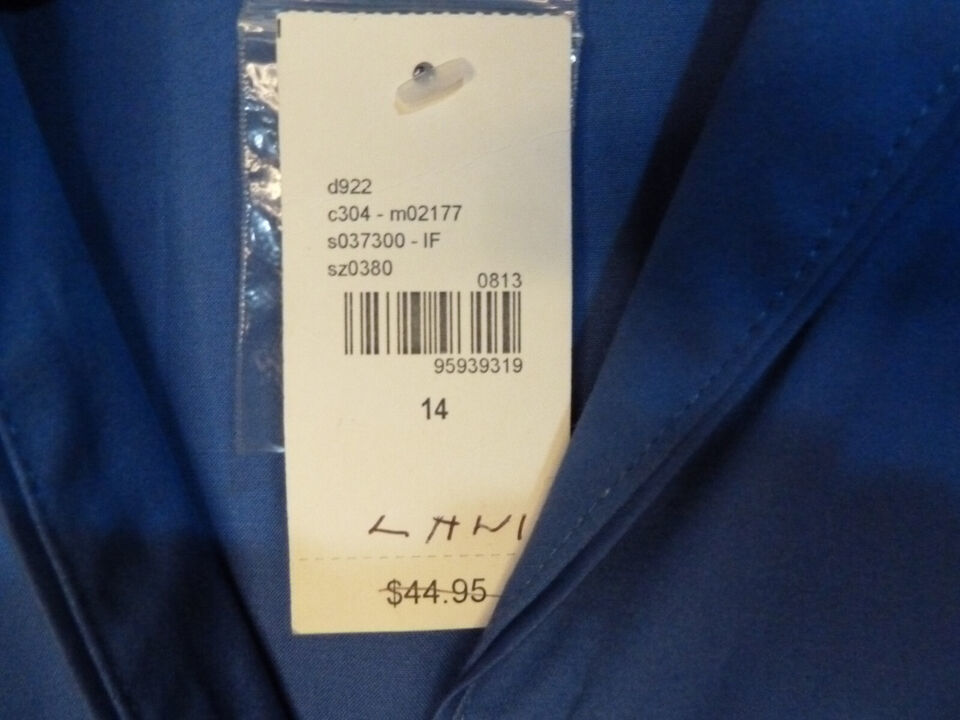 d922
c304 - m02177
s037300 - IF
sz0380
0813
95939319
14
$44.95